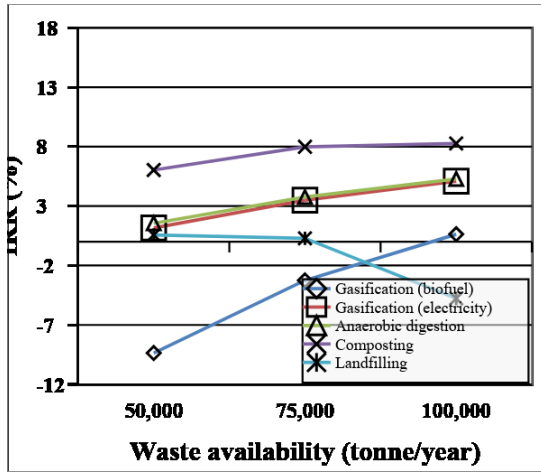 18
13
8
3
-2
-7
-12
IRR (%)
Gasification (biofuel)
Gasification (electricity)
Anaerobic digestion
Composting
Landfilling
50,000
75,000
100,000
Waste availability (tonne/year)